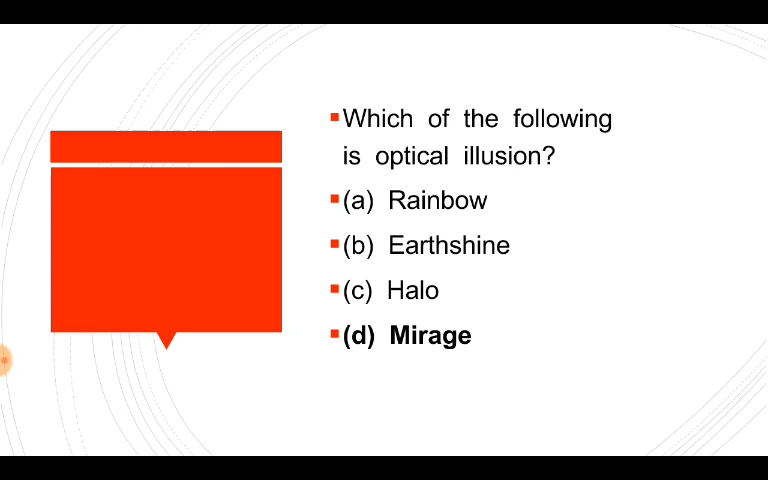 Which of the following
is optical illusion?
(a) Rainbow
(b) Earthshine
(c) Halo
(d) Mirage